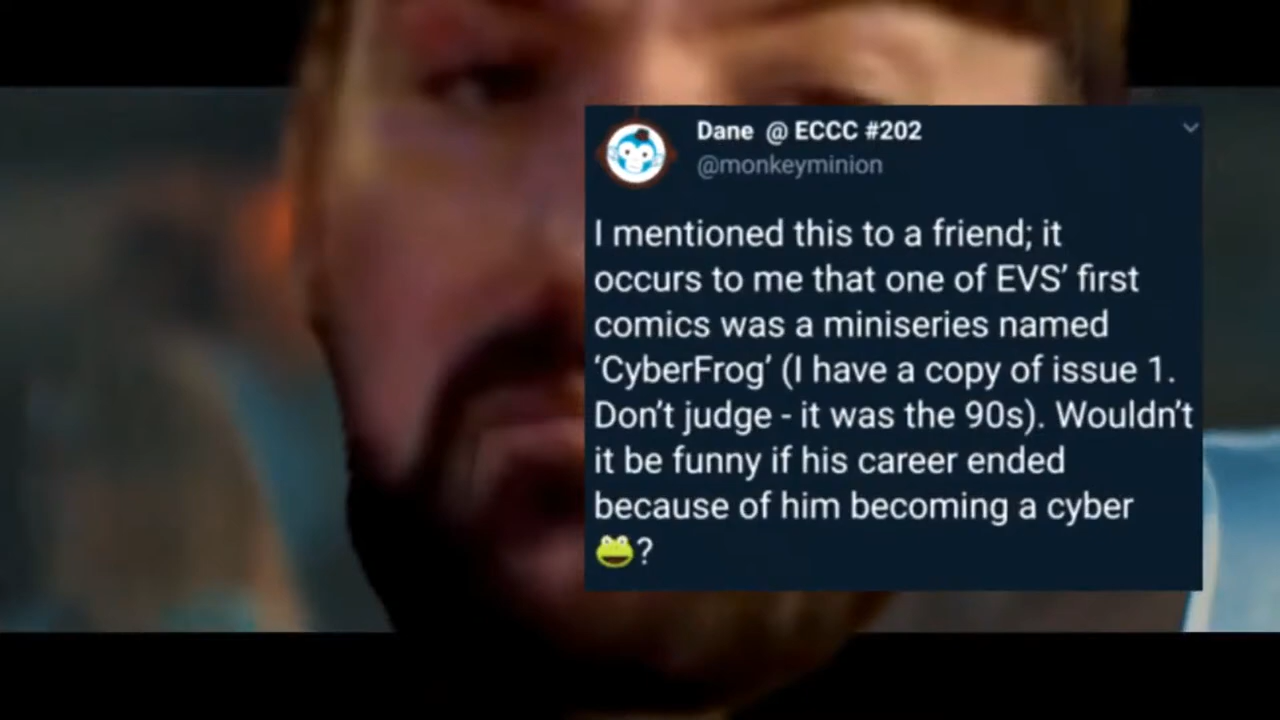 Dane @ ECCC #202
@monkeyminion
I mentioned this to a friend; it
occurs to me that one of EVS’ first
comics was a miniseries named
‘CyberFrog’ (I have a copy of issue 1.
Don’t judge - it was the 90s). Wouldn’t
it be funny if his career ended
because of him becoming a cyber
🐸?